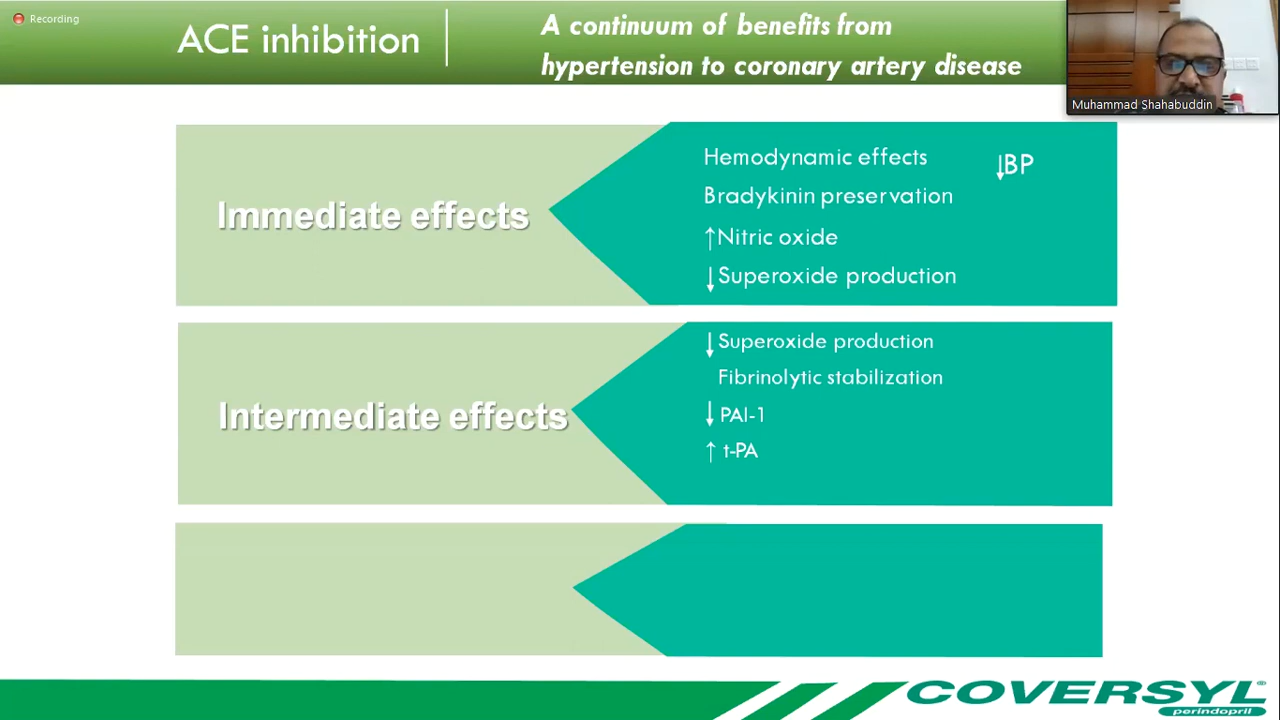 Recording
ACE inhibition
A continuum of benefits from
hypertension to coronary artery disease
Muhammad Shahabuddin
Immediate effects
Hemodynamic effects
↓BP
Bradykinin preservation
↑Nitric oxide
↓Superoxide production
Intermediate effects
↓Superoxide production
Fibrinolytic stabilization
↓ PAI-1
↑ t-PA
COVERSYL®
perindopril